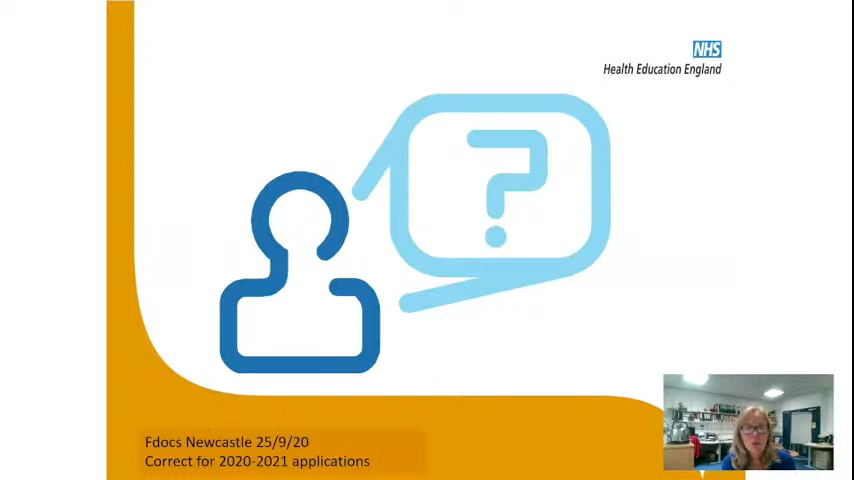 NHS
Health Education England
?
Fdocs Newcastle 25/9/20
Correct for 2020-2021 applications